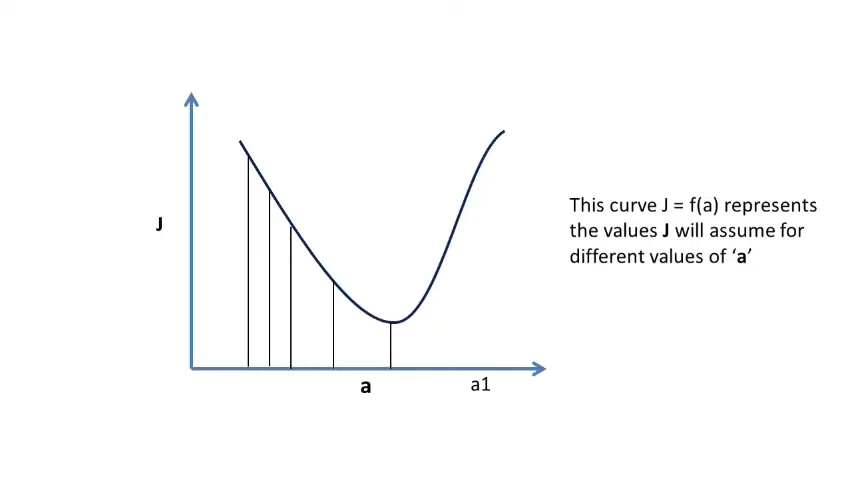 J
This curve J = f(a) represents
the values J will assume for
different values of ‘a’
a
a1